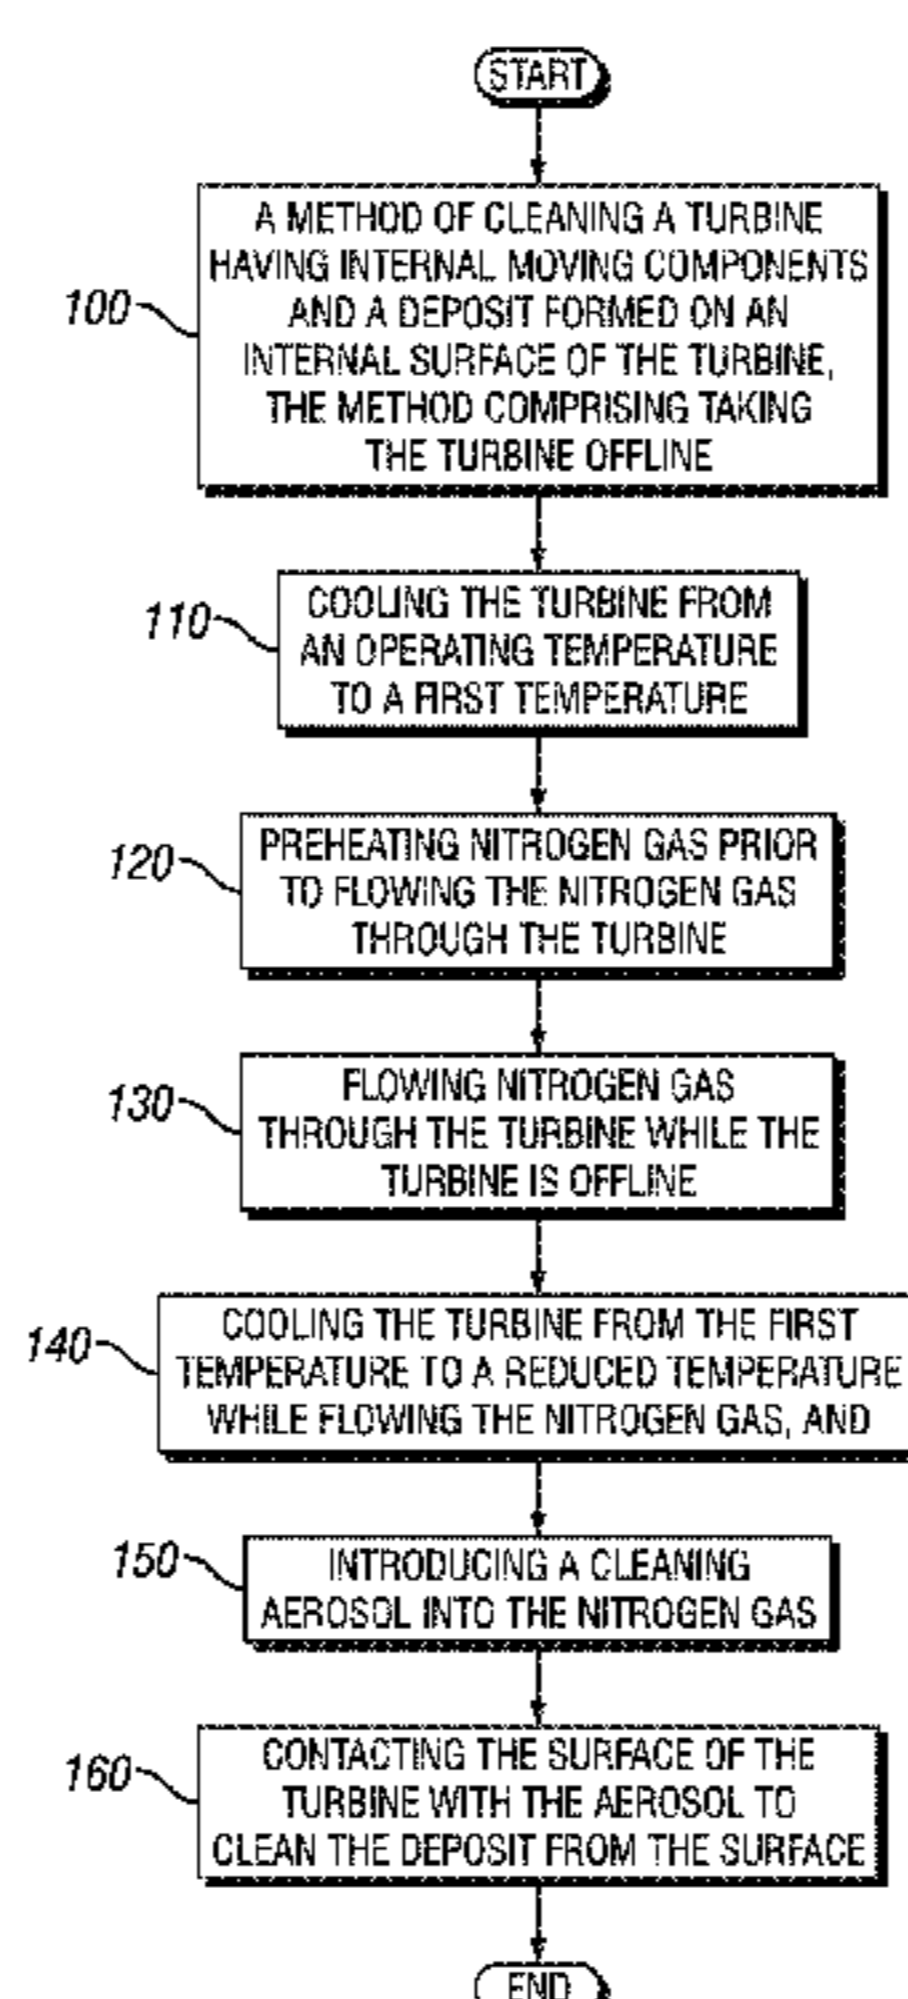 START
100
A METHOD OF CLEANING A TURBINE
HAVING INTERNAL MOVING COMPONENTS
AND A DEPOSIT FORMED ON AN
INTERNAL SURFACE OF THE TURBINE,
THE METHOD COMPRISING TAKING
THE TURBINE OFFLINE
110
COOLING THE TURBINE FROM
AN OPERATING TEMPERATURE
TO A FIRST TEMPERATURE
120
PREHEATING NITROGEN GAS PRIOR
TO FLOWING THE NITROGEN GAS
THROUGH THE TURBINE
130
FLOWING NITROGEN GAS
THROUGH THE TURBINE WHILE THE
TURBINE IS OFFLINE
140
COOLING THE TURBINE FROM THE FIRST
TEMPERATURE TO A REDUCED TEMPERATURE
WHILE FLOWING THE NITROGEN GAS, AND
150
INTRODUCING A CLEANING
AEROSOL INTO THE NITROGEN GAS
160
CONTACTING THE SURFACE OF THE
TURBINE WITH THE AEROSOL TO
CLEAN THE DEPOSIT FROM THE SURFACE
END